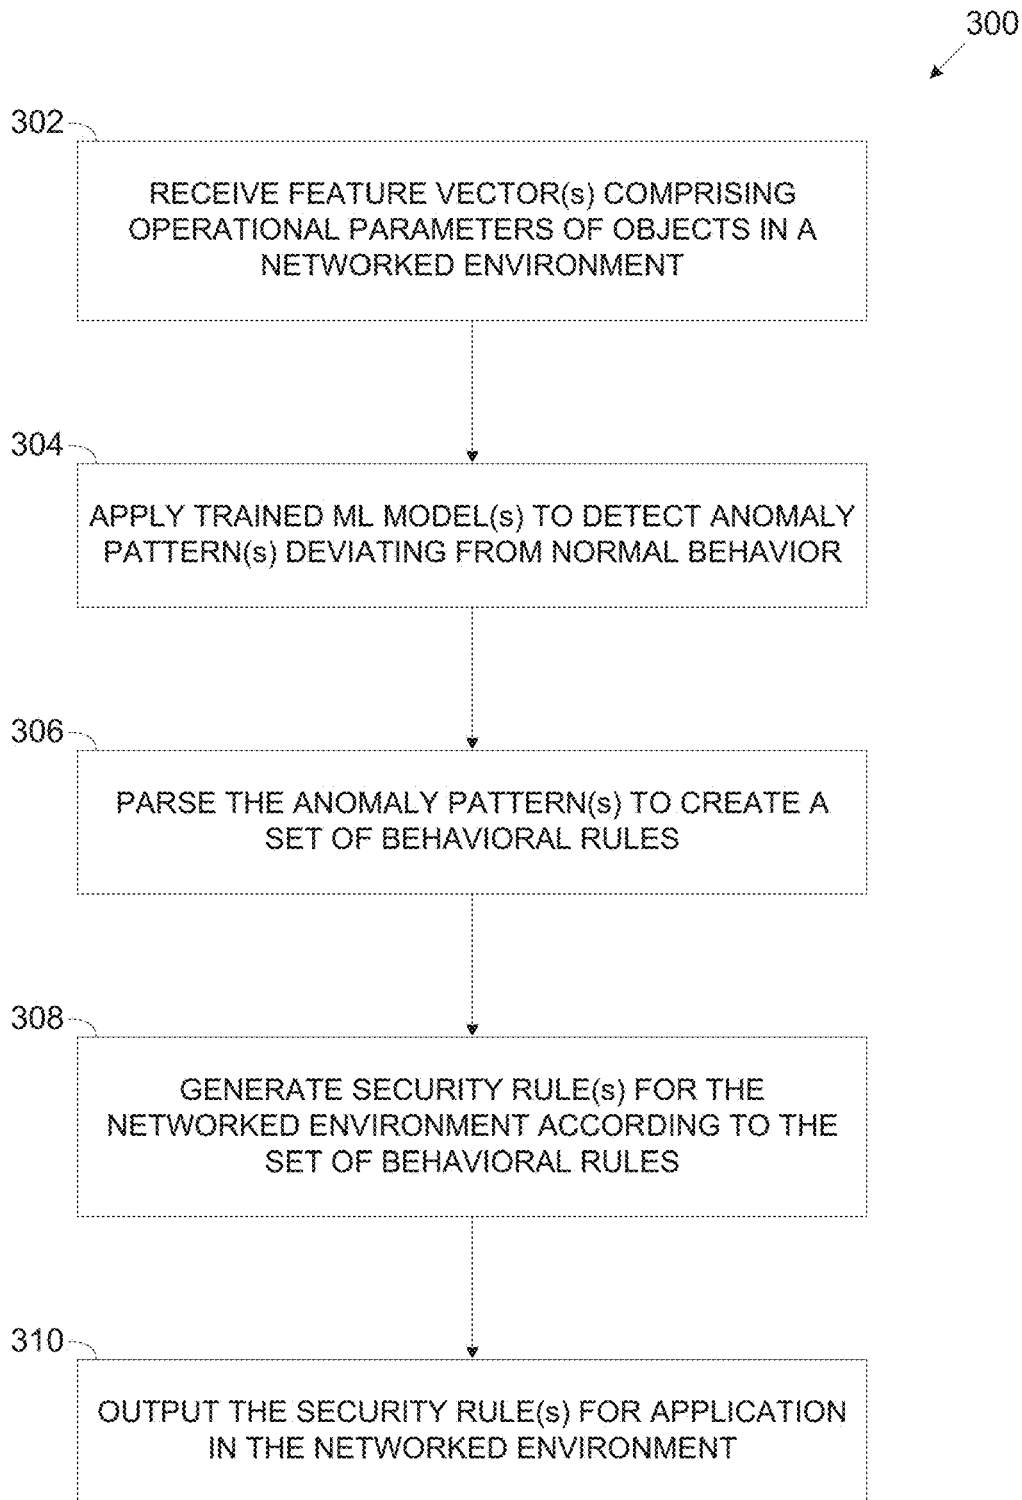 300
302
RECEIVE FEATURE VECTOR(s) COMPRISING
OPERATIONAL PARAMETERS OF OBJECTS IN A
NETWORKED ENVIRONMENT
304
APPLY TRAINED ML MODEL(s) TO DETECT ANOMALY
PATTERN(s) DEVIATING FROM NORMAL BEHAVIOR
306
PARSE THE ANOMALY PATTERN(s) TO CREATE A
SET OF BEHAVIORAL RULES
308
GENERATE SECURITY RULE(s) FOR THE
NETWORKED ENVIRONMENT ACCORDING TO THE
SET OF BEHAVIORAL RULES
310
OUTPUT THE SECURITY RULE(s) FOR APPLICATION
IN THE NETWORKED ENVIRONMENT